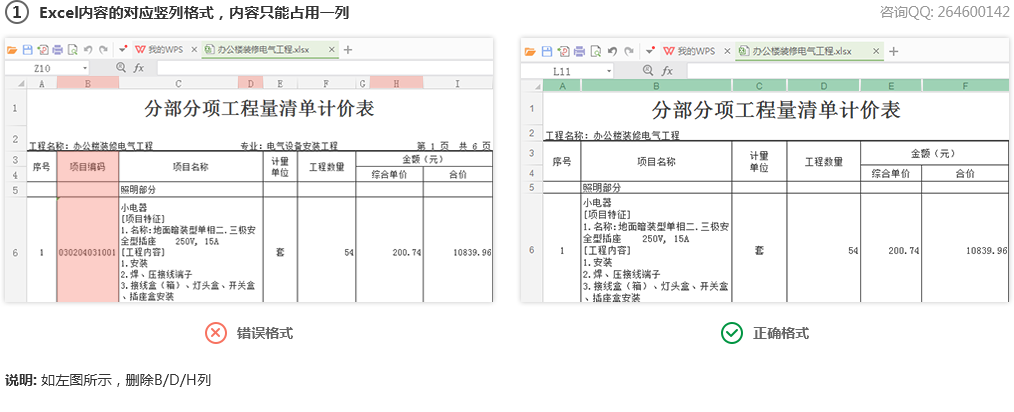 ① Excel内容的对应竖列格式，内容只能占用一列
咨询QQ: 264600142
我的WPS × 办公楼装修电气工程.xlsx × +
Z10 fx
A B C D E F G H I
1 分部分项工程量清单计价表
2 工程名称：办公楼装修电气工程 专业：电气设备安装工程 第 1 页 共 6 页
3 序号 项目编码 项目名称 计量 工程数量 金额（元）
4 单位 综合单价 合价
5 照明部分
小电器
[项目特征]
1.名称:地面暗装型单相二.三极安
全型插座 250V, 15A
6 1 030204031001 [工程内容] 套 54 200.74 10839.96
1.安装
2.焊、压接线端子
3.接线盒（箱）、灯头盒、开关盒
、插座盒安装
错误格式
我的WPS × 办公楼装修电气工程.xlsx × +
L11 fx
A B C D E F
1 分部分项工程量清单计价表
2 工程名称：办公楼装修电气工程
3 序号 项目名称 计量 工程数量 金额（元）
4 单位 综合单价 合价
5 照明部分
小电器
[项目特征]
1.名称:地面暗装型单相二.三极安
全型插座 250V, 15A
6 1 [工程内容] 套 54 200.74 10839.96
1.安装
2.焊、压接线端子
3.接线盒（箱）、灯头盒、开关盒
、插座盒安装
正确格式
说明: 如左图所示，删除B/D/H列